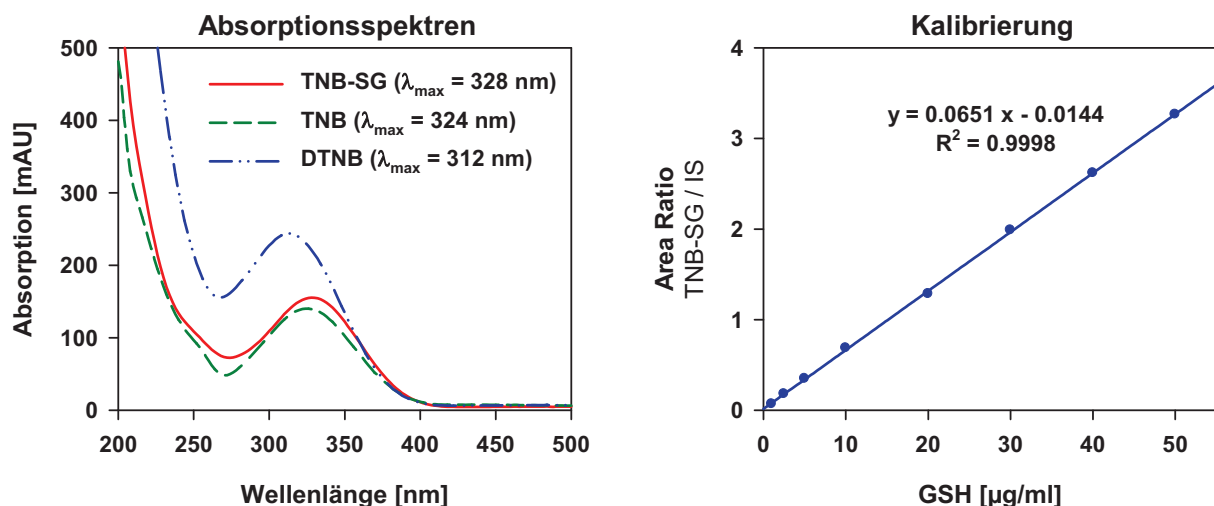 Absorptionsspektren
500
400
300
200
100
0
Absorption [mAU]
TNB-SG (λmax = 328 nm)
TNB (λmax = 324 nm)
DTNB (λmax = 312 nm)
200
250
300
350
400
450
500
Wellenlänge [nm]
Kalibrierung
4
3
2
1
0
Area Ratio
TNB-SG / IS
y = 0.0651 x - 0.0144
R² = 0.9998
0
10
20
30
40
50
GSH [µg/ml]